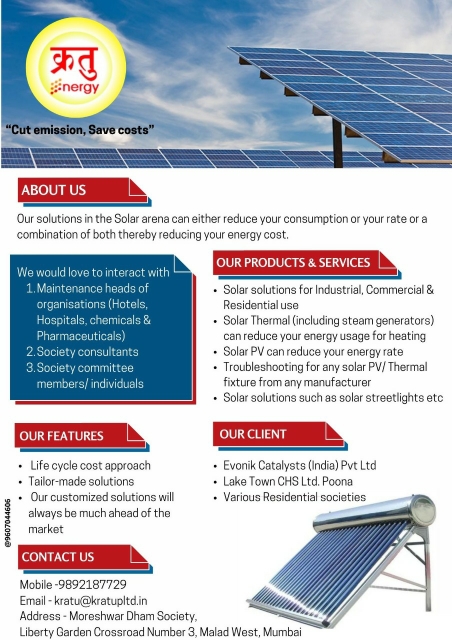 क्रतु
Energy
“Cut emission, Save costs”
ABOUT US
Our solutions in the Solar arena can either reduce your consumption or your rate or a
combination of both thereby reducing your energy cost.
We would love to interact with
1. Maintenance heads of
organisations (Hotels,
Hospitals, chemicals &
Pharmaceuticals)
2. Society consultants
3. Society committee
members/ individuals
OUR PRODUCTS & SERVICES
• Solar solutions for Industrial, Commercial &
Residential use
• Solar Thermal (including steam generators)
can reduce your energy usage for heating
• Solar PV can reduce your energy rate
• Troubleshooting for any solar PV/ Thermal
fixture from any manufacturer
• Solar solutions such as solar streetlights etc
OUR FEATURES
• Life cycle cost approach
• Tailor-made solutions
• Our customized solutions will
always be much ahead of the
market
OUR CLIENT
• Evonik Catalysts (India) Pvt Ltd
• Lake Town CHS Ltd. Poona
• Various Residential societies
@9607044606
CONTACT US
Mobile -9892187729
Email - kratu@kratupltd.in
Address - Moreshwar Dham Society,
Liberty Garden Crossroad Number 3, Malad West, Mumbai